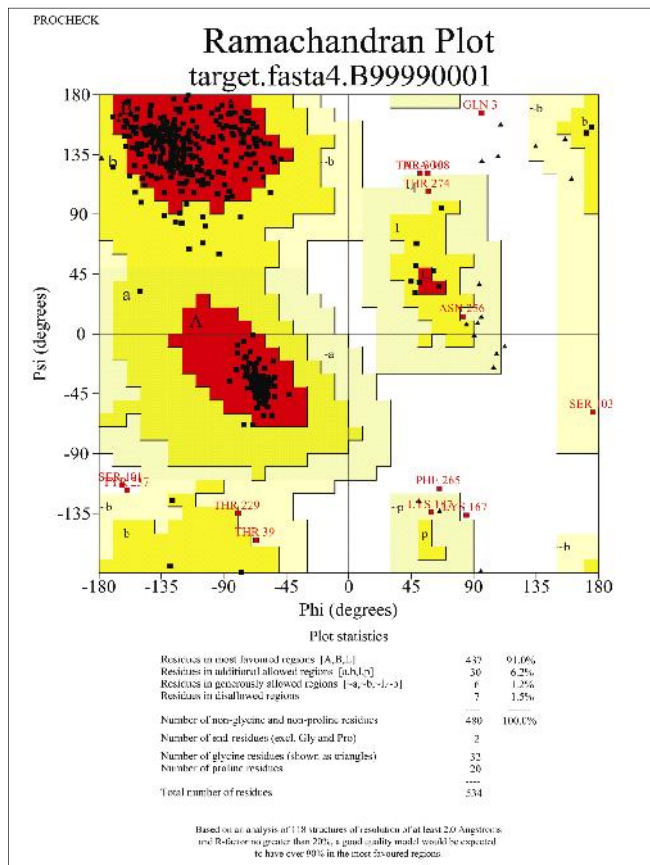 PROCHECK
Ramachandran Plot
target.fasta4.B99990001
180
135
90
45
0
-45
-90
-135
-180
Psi (degrees)
GLN 3
b
~b
~b
b
THR 274
l
a
A
ASN 256
~a
SER 103
SER 101
PHE 265
~b
THR 229
~p
LYS 167
b
THR 39
p
~b
-180 -135 -90 -45 0 45 90 135 180
Phi (degrees)
Plot statistics
Residues in most favoured regions [A,B,L] 437 91.0%
Residues in additional allowed regions [a,b,l,p] 30 6.2%
Residues in generously allowed regions [~a,~b,~l,~p] 6 1.2%
Residues in disallowed regions 7 1.5%
---- ------
Number of non-glycine and non-proline residues 480 100.0%
Number of end residues (excl. Gly and Pro) 2
Number of glycine residues (shown as triangles) 32
Number of proline residues 20
----
Total number of residues 534
Based on an analysis of 118 structures of resolution of at least 2.0 Angstroms
and R-factor no greater than 20%, a good quality model would be expected
to have over 90% in the most favoured regions.